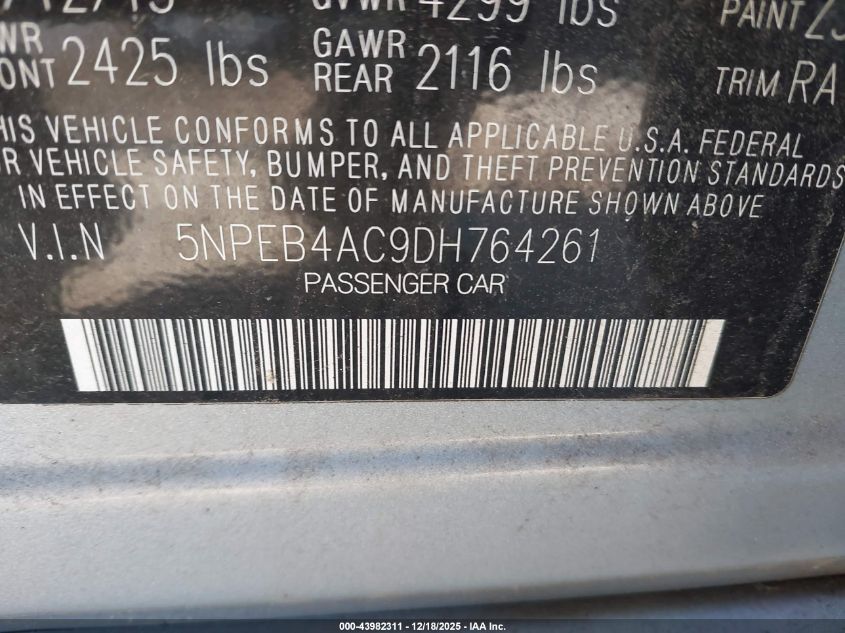 GVWR 4299 lbs PAINT
GAWR
FRONT 2425 lbs REAR 2116 lbs TRIM RA
THIS VEHICLE CONFORMS TO ALL APPLICABLE U.S.A. FEDERAL
VEHICLE SAFETY, BUMPER, AND THEFT PREVENTION STANDARDS
IN EFFECT ON THE DATE OF MANUFACTURE SHOWN ABOVE
V.I.N 5NPEB4AC9DH764261
PASSENGER CAR
000-43982311 - 12/18/2025 - IAA Inc.